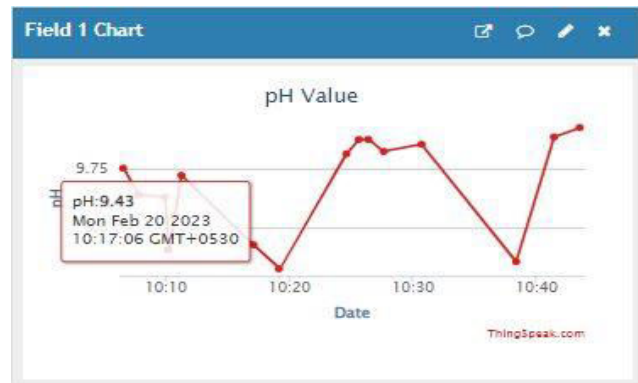 Field 1 Chart
pH Value
9.75
pH
pH:9.43
Mon Feb 20 2023
10:17:06 GMT+0530
10:10 10:20 10:30 10:40
Date
ThingSpeak.com